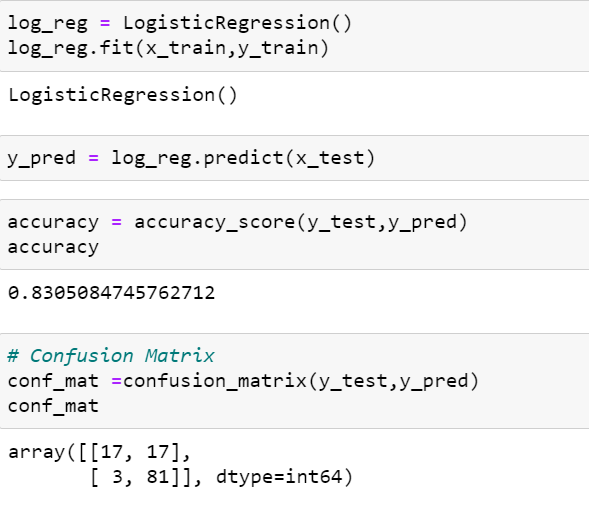 log_reg = LogisticRegression()
log_reg.fit(x_train,y_train)
LogisticRegression()
y_pred = log_reg.predict(x_test)
accuracy = accuracy_score(y_test,y_pred)
accuracy
0.8305084745762712
# Confusion Matrix
conf_mat =confusion_matrix(y_test,y_pred)
conf_mat
array([[17, 17],
       [ 3, 81]], dtype=int64)